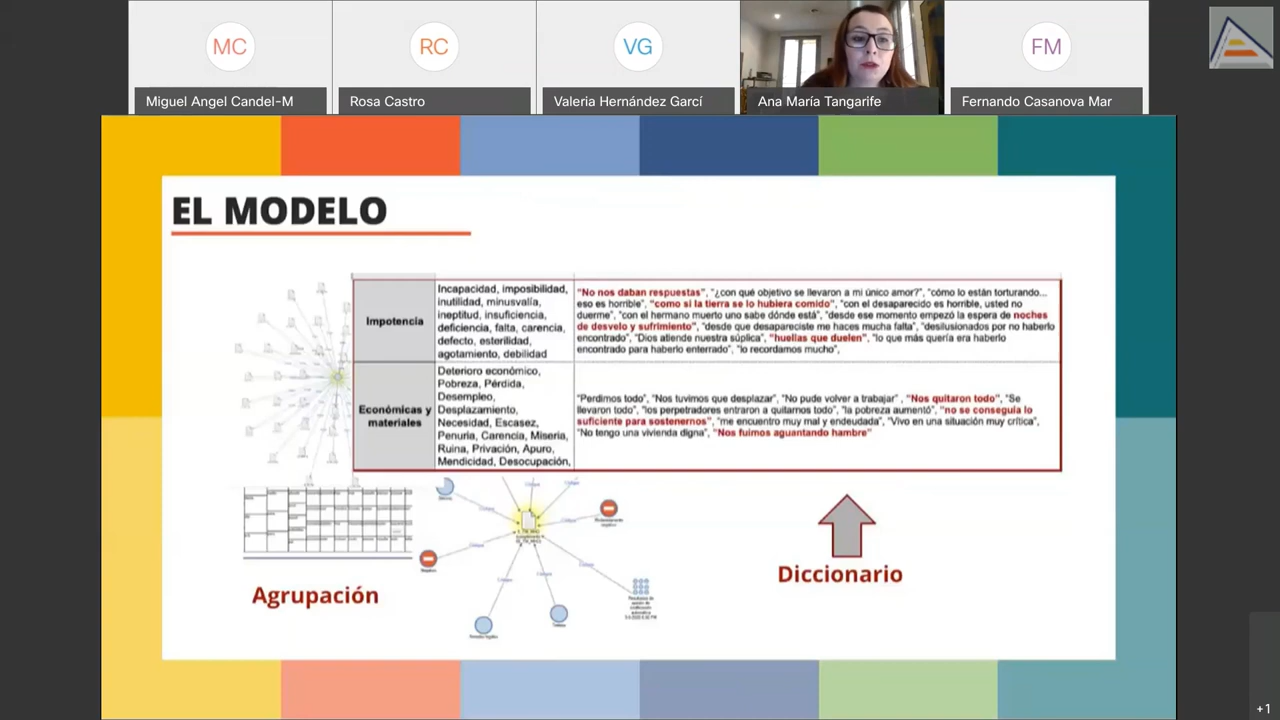 MC
RC
VG
FM
Miguel Angel Candel-M
Rosa Castro
Valeria Hernández Garcí
Ana María Tangarife
Fernando Casanova Mar
EL MODELO
Impotencia
Incapacidad, imposibilidad,
inutilidad, minusvalía,
ineptitud, insuficiencia,
deficiencia, falta, carencia,
defecto, esterilidad,
agotamiento, debilidad
"No nos daban respuestas", "¿con qué objetivo se llevaron a mi único amor?", "cómo lo están torturando...
eso es horrible", "como si la tierra se lo hubiera comido", "con el desaparecido es horrible, usted no
duerme", "con el hermano muerto uno sabe dónde está", "desde ese momento empezó la espera de noches
de desvelo y sufrimiento", "desde que desapareciste me haces mucha falta", "desilusionados por no haberlo
encontrado", "Dios atiende nuestra súplica", "huellas que duelen", "lo que más quería era haberlo
encontrado para haberlo enterrado", "lo recordamos mucho",
Económicas y
materiales
Deterioro económico,
Pobreza, Pérdida,
Desempleo,
Desplazamiento,
Necesidad, Escasez,
Penuria, Carencia, Miseria,
Ruina, Privación, Apuro,
Mendicidad, Desocupación,
"Perdimos todo", "Nos tuvimos que desplazar", "No pude volver a trabajar" , "Nos quitaron todo", "Se
llevaron todo", "los perpetradores entraron a quitarnos todo", "la pobreza aumentó", "no se conseguía lo
suficiente para sostenernos", "me encuentro muy mal y endeudada", "Vivo en una situación muy crítica",
"No tengo una vivienda digna", "Nos fuimos aguantando hambre"
Agrupación
Diccionario
+1